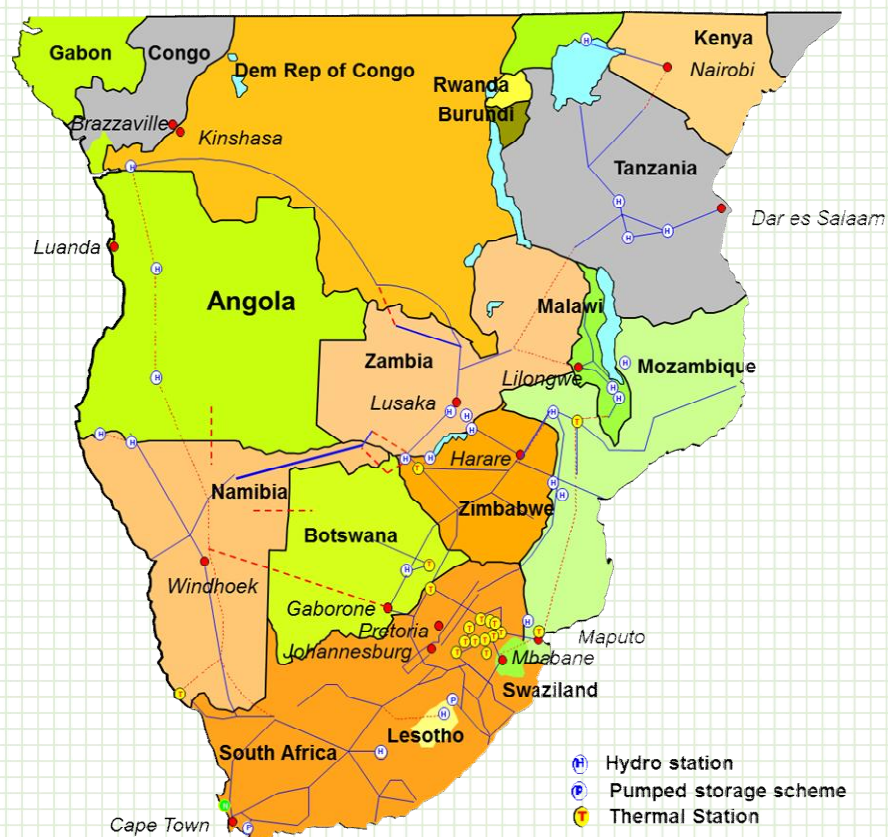 Gabon
Congo
Dem Rep of Congo
Kenya
Nairobi
Rwanda
Burundi
Brazzaville
Kinshasa
Tanzania
Dar es Salaam
Luanda
Angola
Malawi
Zambia
Mozambique
Lilongwe
Lusaka
Harare
Namibia
Zimbabwe
Botswana
Windhoek
Gaborone
Pretoria
Johannesburg
Maputo
Mbabane
Swaziland
Lesotho
South Africa
Cape Town
H Hydro station
P Pumped storage scheme
T Thermal Station